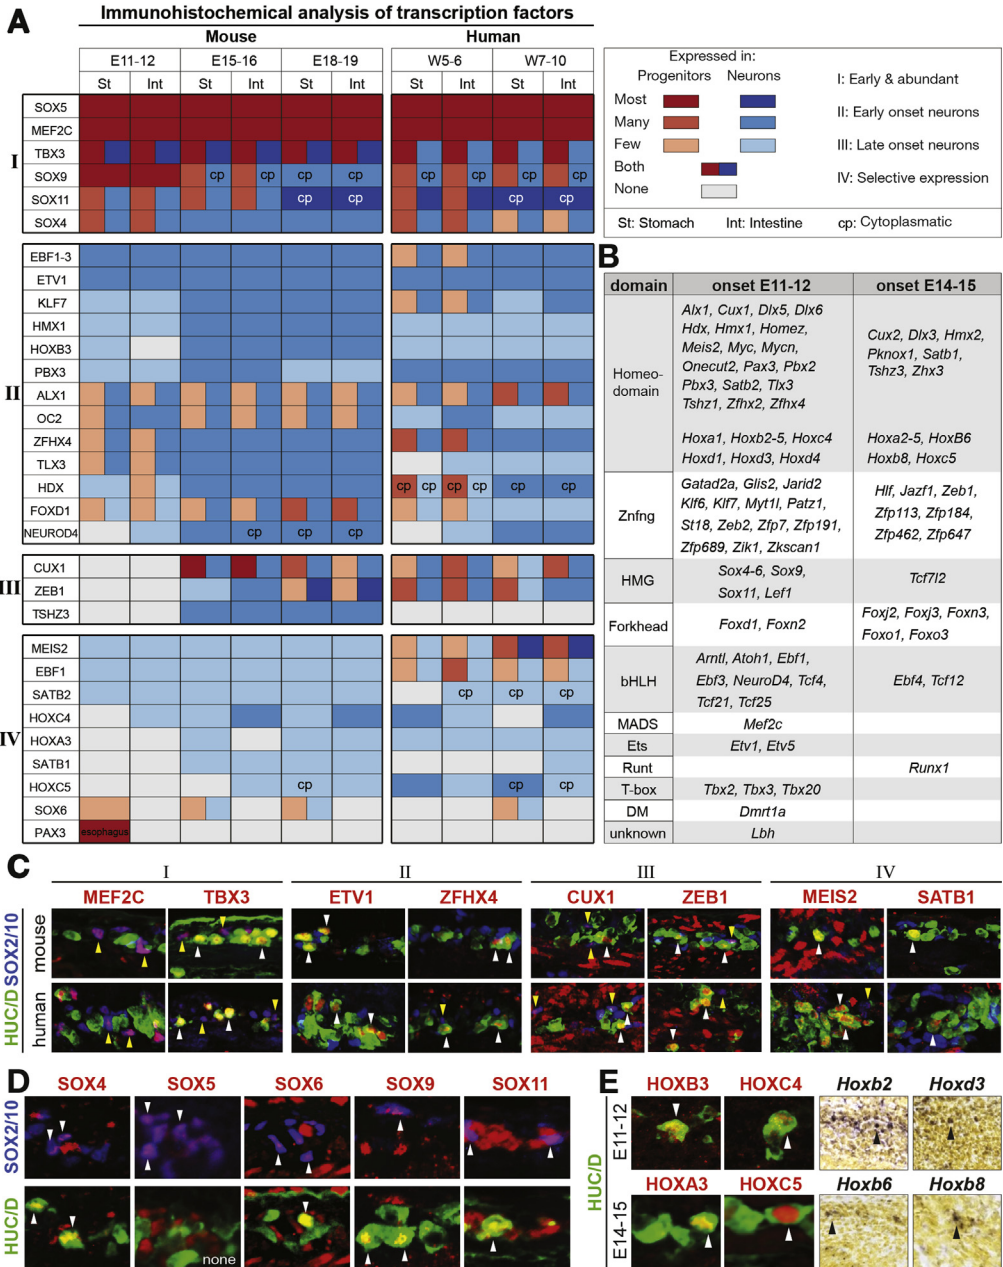 A
Immunohistochemical analysis of transcription factors
Mouse
Human
E11-12
E15-16
E18-19
W5-6
W7-10
St
Int
St
Int
St
Int
St
Int
St
Int
I
SOX5
MEF2C
TBX3
SOX9
cp
cp
cp
cp
cp
cp
cp
cp
SOX11
cp
cp
cp
cp
SOX4
II
EBF1-3
ETV1
KLF7
HMX1
HOXB3
PBX3
ALX1
OC2
ZFHX4
TLX3
HDX
cp
cp
cp
cp
cp
cp
FOXD1
NEUROD4
cp
cp
cp
III
CUX1
ZEB1
TSHZ3
IV
MEIS2
EBF1
SATB2
cp
cp
cp
HOXC4
HOXA3
SATB1
HOXC5
cp
cp
cp
SOX6
PAX3
esophagus
Expressed in:
Progenitors
Neurons
Most
Many
Few
Both
None
I: Early & abundant
II: Early onset neurons
III: Late onset neurons
IV: Selective expression
St: Stomach
Int: Intestine
cp: Cytoplasmatic
B
domain
onset E11-12
onset E14-15
Homeo-
domain
Alx1, Cux1, Dlx5, Dlx6
Hdx, Hmx1, Homez,
Meis2, Myc, Mycn,
Onecut2, Pax3, Pbx2
Pbx3, Satb2, Tlx3
Tshz1, Zfhx2, Zfhx4
Hoxa1, Hoxb2-5, Hoxc4
Hoxd1, Hoxd3, Hoxd4
Cux2, Dlx3, Hmx2,
Pknox1, Satb1,
Tshz3, Zhx3
Hoxa2-5, HoxB6
Hoxb8, Hoxc5
Znfng
Gatad2a, Glis2, Jarid2
Klf6, Klf7, Myt1l, Patz1,
St18, Zeb2, Zfp7, Zfp191,
Zfp689, Zik1, Zkscan1
Hlf, Jazf1, Zeb1,
Zfp113, Zfp184,
Zfp462, Zfp647
HMG
Sox4-6, Sox9,
Sox11, Lef1
Tcf7l2
Forkhead
Foxd1, Foxn2
Foxj2, Foxj3, Foxn3,
Foxo1, Foxo3
bHLH
Arntl, Atoh1, Ebf1,
Ebf3, NeuroD4, Tcf4,
Tcf21, Tcf25
Ebf4, Tcf12
MADS
Mef2c
Ets
Etv1, Etv5
Runt
Runx1
T-box
Tbx2, Tbx3, Tbx20
DM
Dmrt1a
unknown
Lbh
C
I
II
III
IV
MEF2C
TBX3
ETV1
ZFHX4
CUX1
ZEB1
MEIS2
SATB1
HUC/D SOX2/10
mouse
human
D
SOX4
SOX5
SOX6
SOX9
SOX11
SOX2/10
HUC/D
none
E
HOXB3
HOXC4
Hoxb2
Hoxd3
E11-12
HUC/D
HOXA3
HOXC5
Hoxb6
Hoxb8
E14-15